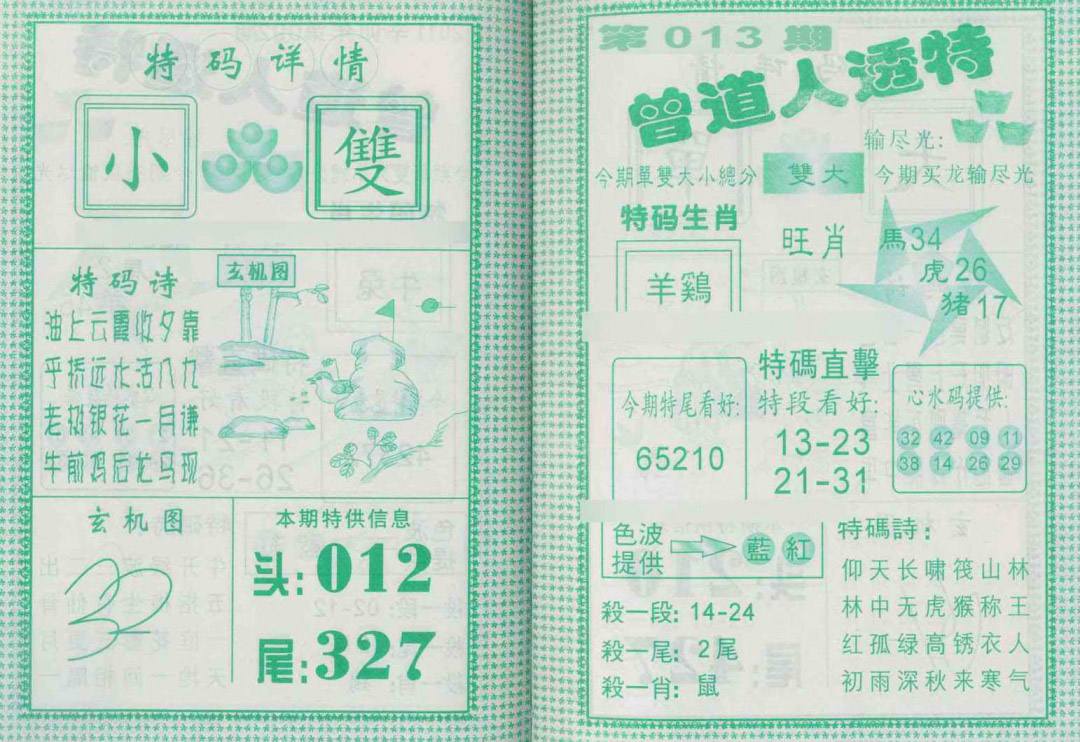 特码详情
小
雙
特码诗
油上云霞收夕靠
乎挢远水活八九
老扔银花一月谦
牛前鸡后龙马现
玄机图
玄机图
本期特供信息
头:012
尾:327
第013期
曾道人透特
输尽光:
今期單雙大小總分
雙大
今期买龙输尽光
特码生肖
羊鷄
旺肖
馬34
虎26
猪17
今期特尾看好:
65210
特碼直擊
特段看好:
13-23
21-31
心水码提供:
32 42 09 11
38 14 26 29
色波
提供
藍 紅
殺一段: 14-24
殺一尾: 2尾
殺一肖: 鼠
特碼詩:
仰天长啸筏山林
林中无虎猴称王
红孤绿高锈衣人
初雨深秋来寒气